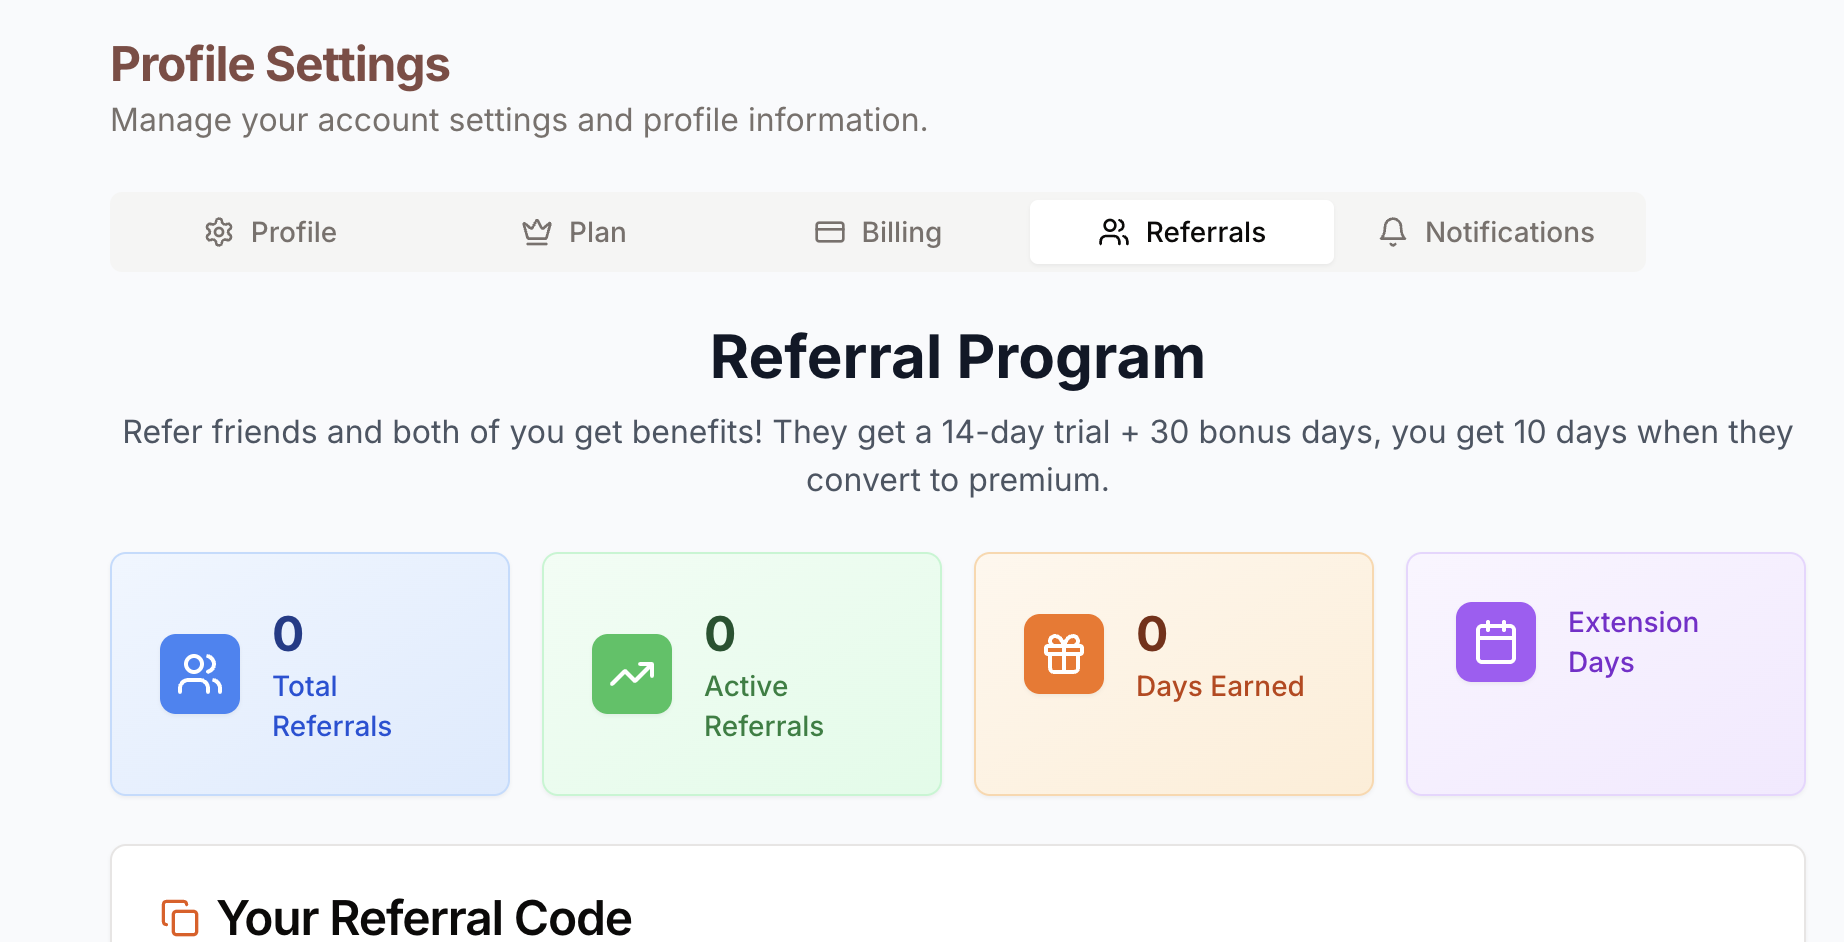 Profile Settings
Manage your account settings and profile information.
Profile
Plan
Billing
Referrals
Notifications
Referral Program
Refer friends and both of you get benefits! They get a 14-day trial + 30 bonus days, you get 10 days when they
convert to premium.
0
Total
Referrals
0
Active
Referrals
0
Days Earned
Extension
Days
Your Referral Code